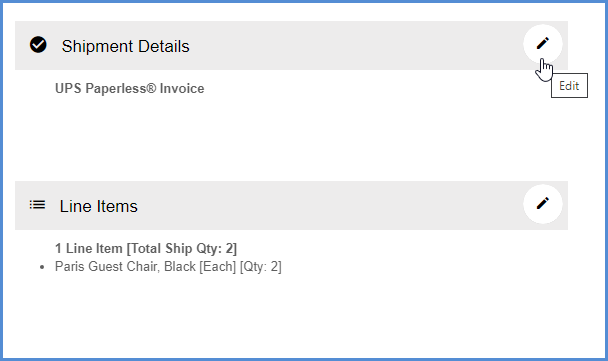 Shipment Details
Edit
UPS Paperless® Invoice
Line Items
1 Line Item [Total Ship Qty: 2]
Paris Guest Chair, Black [Each] [Qty: 2]